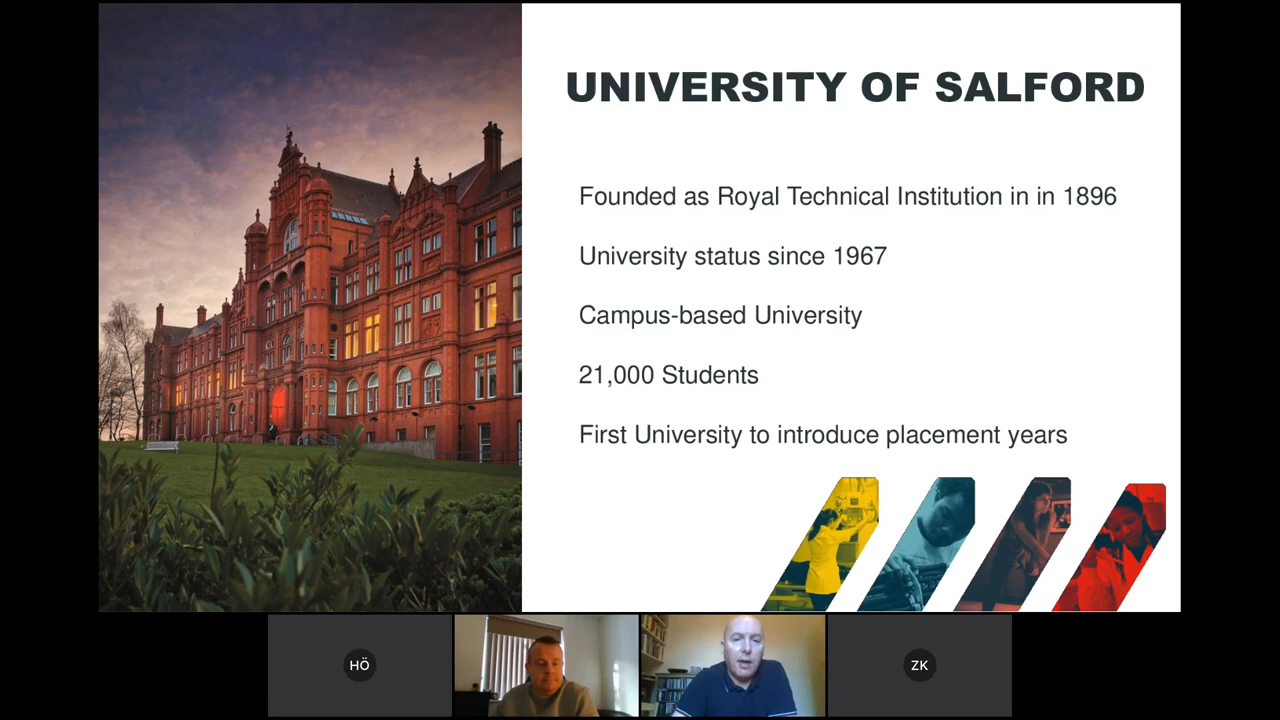 UNIVERSITY OF SALFORD
Founded as Royal Technical Institution in in 1896
University status since 1967
Campus-based University
21,000 Students
First University to introduce placement years
HÖ
ZK